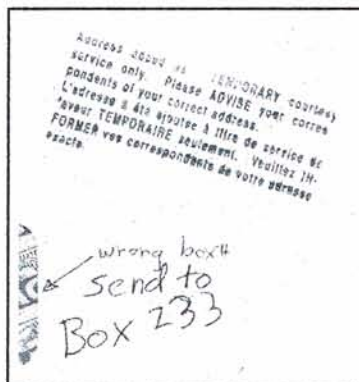 Address added as TEMPORARY courtesy
service only. Please ADVISE your corres
pondents of your correct address.
L'adresse a été ajoutée à titre de service de
faveur TEMPORAIRE seulement. Veuillez IN-
FORMER vos correspondants de votre adresse
exacte.
wrong box#
send to
Box 233